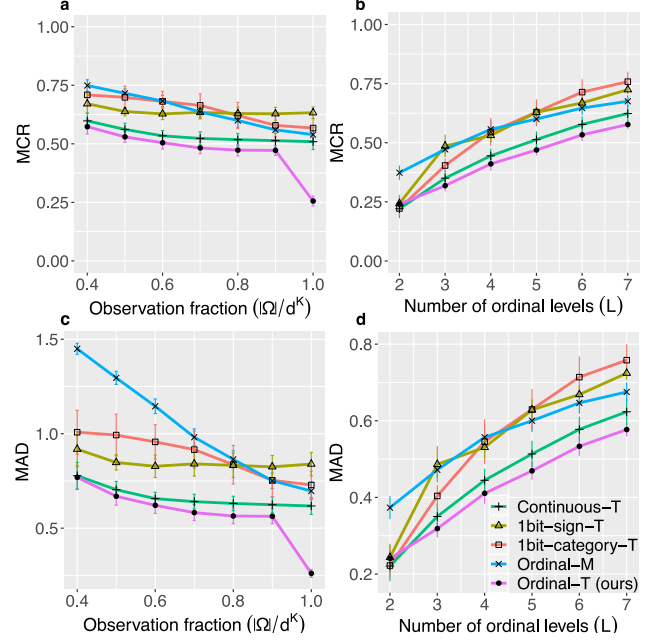 a
MCR
1.00
0.75
0.50
0.25
0.00
0.4 0.6 0.8 1.0
Observation fraction (|Ω|/d^K)
b
MCR
1.00
0.75
0.50
0.25
0.00
2 3 4 5 6 7
Number of ordinal levels (L)
c
MAD
1.5
1.0
0.5
0.4 0.6 0.8 1.0
Observation fraction (|Ω|/d^K)
d
MAD
0.8
0.6
0.4
0.2
Continuous−T
1bit−sign−T
1bit−category−T
Ordinal−M
Ordinal−T (ours)
2 3 4 5 6 7
Number of ordinal levels (L)